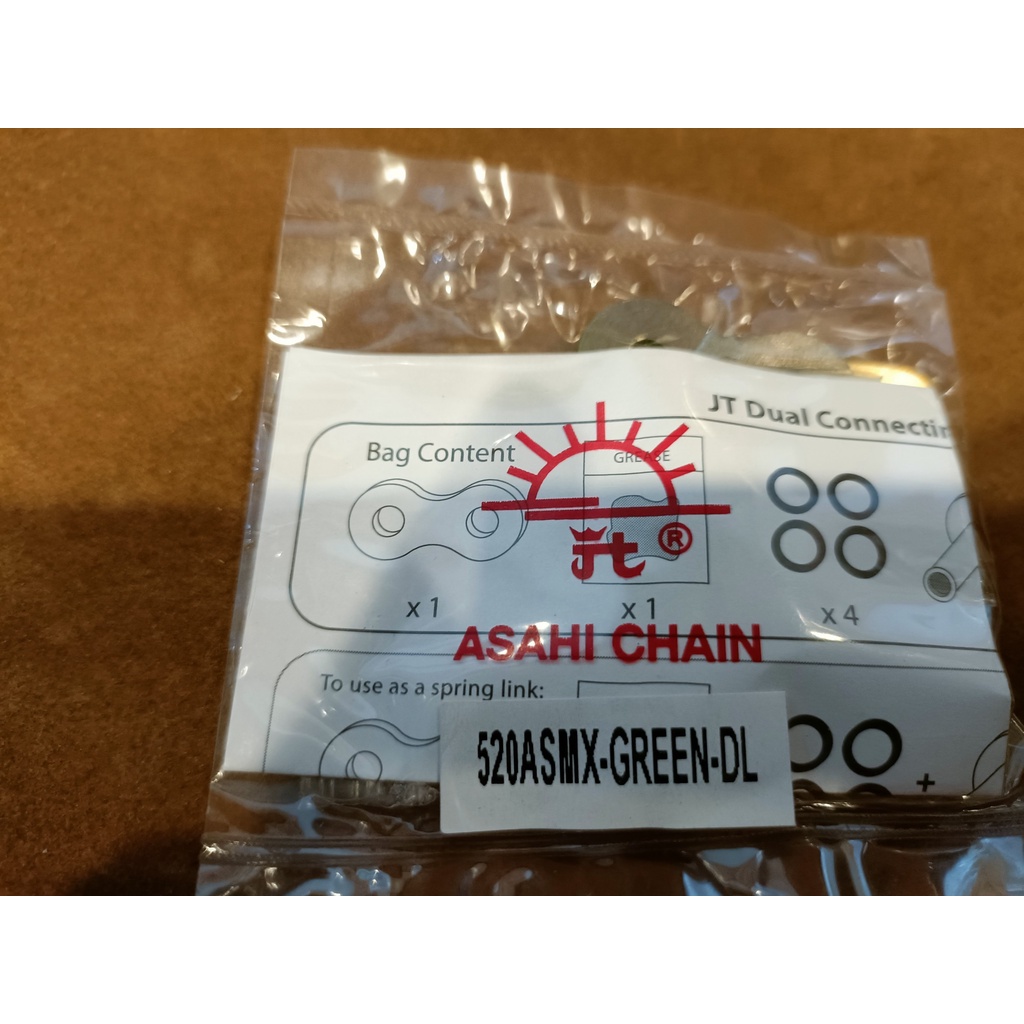 JT Dual Connectin
Bag Content
GREASE
x 1
jt ®
x 1
x 4
ASAHI CHAIN
To use as a spring link:
520ASMX-GREEN-DL
+